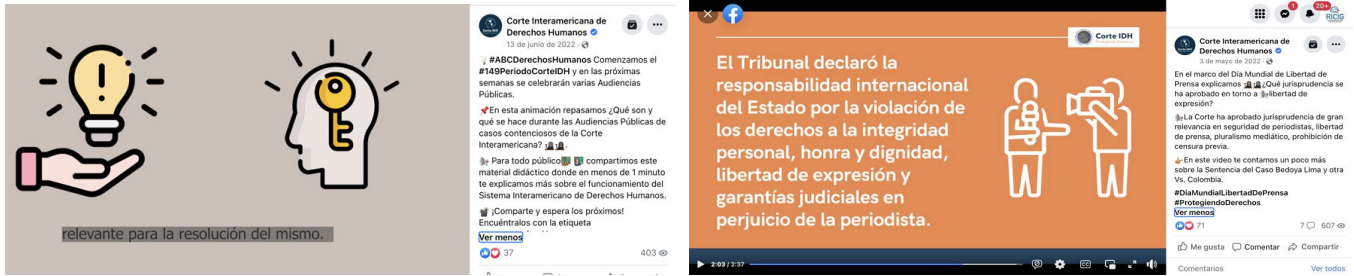 relevante para la resolución del mismo.
Corte Interamericana de
Derechos Humanos
13 de junio de 2022 ·
#ABCDerechosHumanos Comenzamos el
#149PeriodoCorteIDH y en las próximas
semanas se celebrarán varias Audiencias
Públicas.
📌En esta animación repasamos ¿Qué son y
qué se hace durante las Audiencias Públicas de
casos contenciosos de la Corte
Interamericana?
Para todo público compartimos este
material didáctico donde en menos de 1 minuto
te explicamos más sobre el funcionamiento del
Sistema Interamericano de Derechos Humanos.
¡Comparte y espera los próximos!
Encuéntralos con la etiqueta
Ver menos
37
403
Corte IDH
El Tribunal declaró la
responsabilidad internacional
del Estado por la violación de
los derechos a la integridad
personal, honra y dignidad,
libertad de expresión y
garantías judiciales en
perjuicio de la periodista.
2:03 / 2:37
1
20+
RICIG
Corte Interamericana de
Derechos Humanos
3 de mayo de 2022 ·
En el marco del Día Mundial de Libertad de
Prensa explicamos ¿Qué jurisprudencia se
ha aprobado en torno a libertad de
expresión?
La Corte ha aprobado jurisprudencia de gran
relevancia en seguridad de periodistas, libertad
de prensa, pluralismo mediático, prohibición de
censura previa.
👉En este video te contamos un poco más
sobre la Sentencia del Caso Bedoya Lima y otra
Vs. Colombia.
#DíaMundialLibertadDePrensa
#ProtegiendoDerechos
Ver menos
71
7
607
Me gusta Comentar Compartir
Comentarios Ver todos